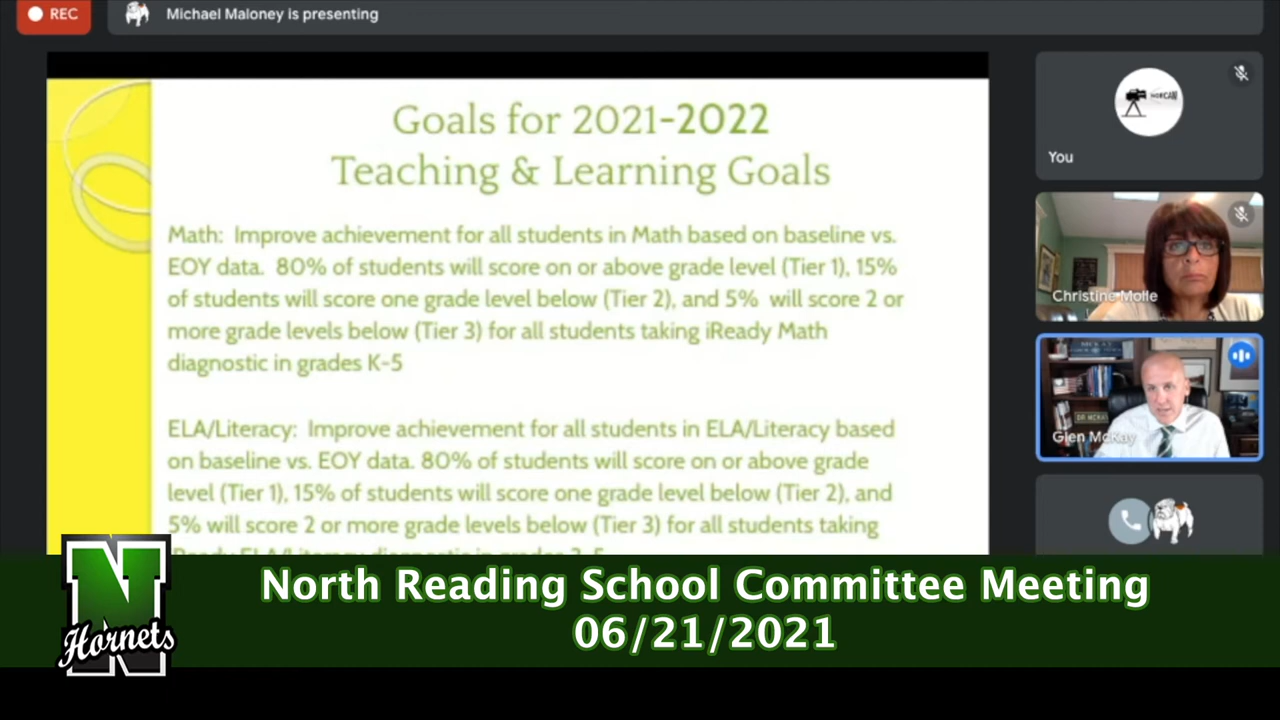 REC
Michael Maloney is presenting
Goals for 2021-2022
Teaching & Learning Goals
Math: Improve achievement for all students in Math based on baseline vs.
EOY data. 80% of students will score on or above grade level (Tier 1), 15%
of students will score one grade level below (Tier 2), and 5% will score 2 or
more grade levels below (Tier 3) for all students taking iReady Math
diagnostic in grades K-5
ELA/Literacy: Improve achievement for all students in ELA/Literacy based
on baseline vs. EOY data. 80% of students will score on or above grade
level (Tier 1), 15% of students will score one grade level below (Tier 2), and
5% will score 2 or more grade levels below (Tier 3) for all students taking
NORCAM
You
Christine Molle
DR MCKAY
Glen McKay
N
Hornets
North Reading School Committee Meeting
06/21/2021